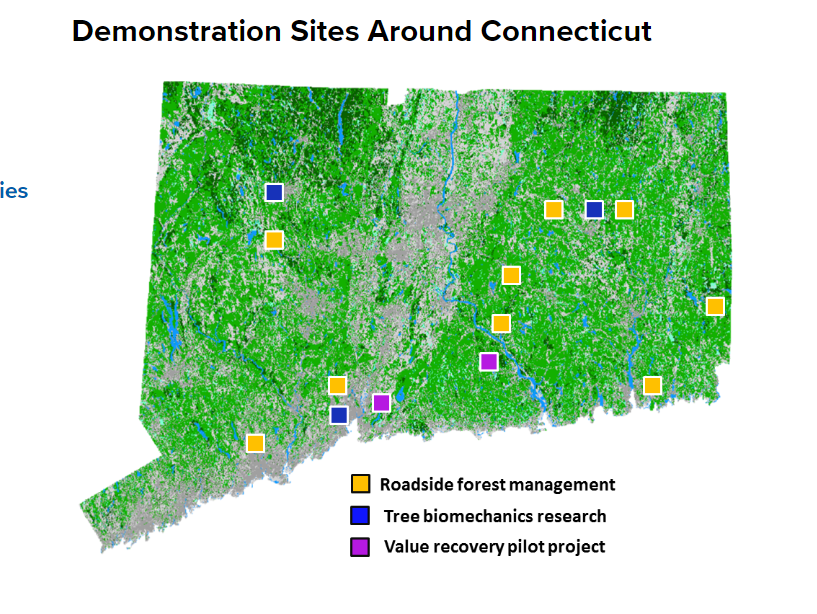 Demonstration Sites Around Connecticut
ies
Roadside forest management
Tree biomechanics research
Value recovery pilot project